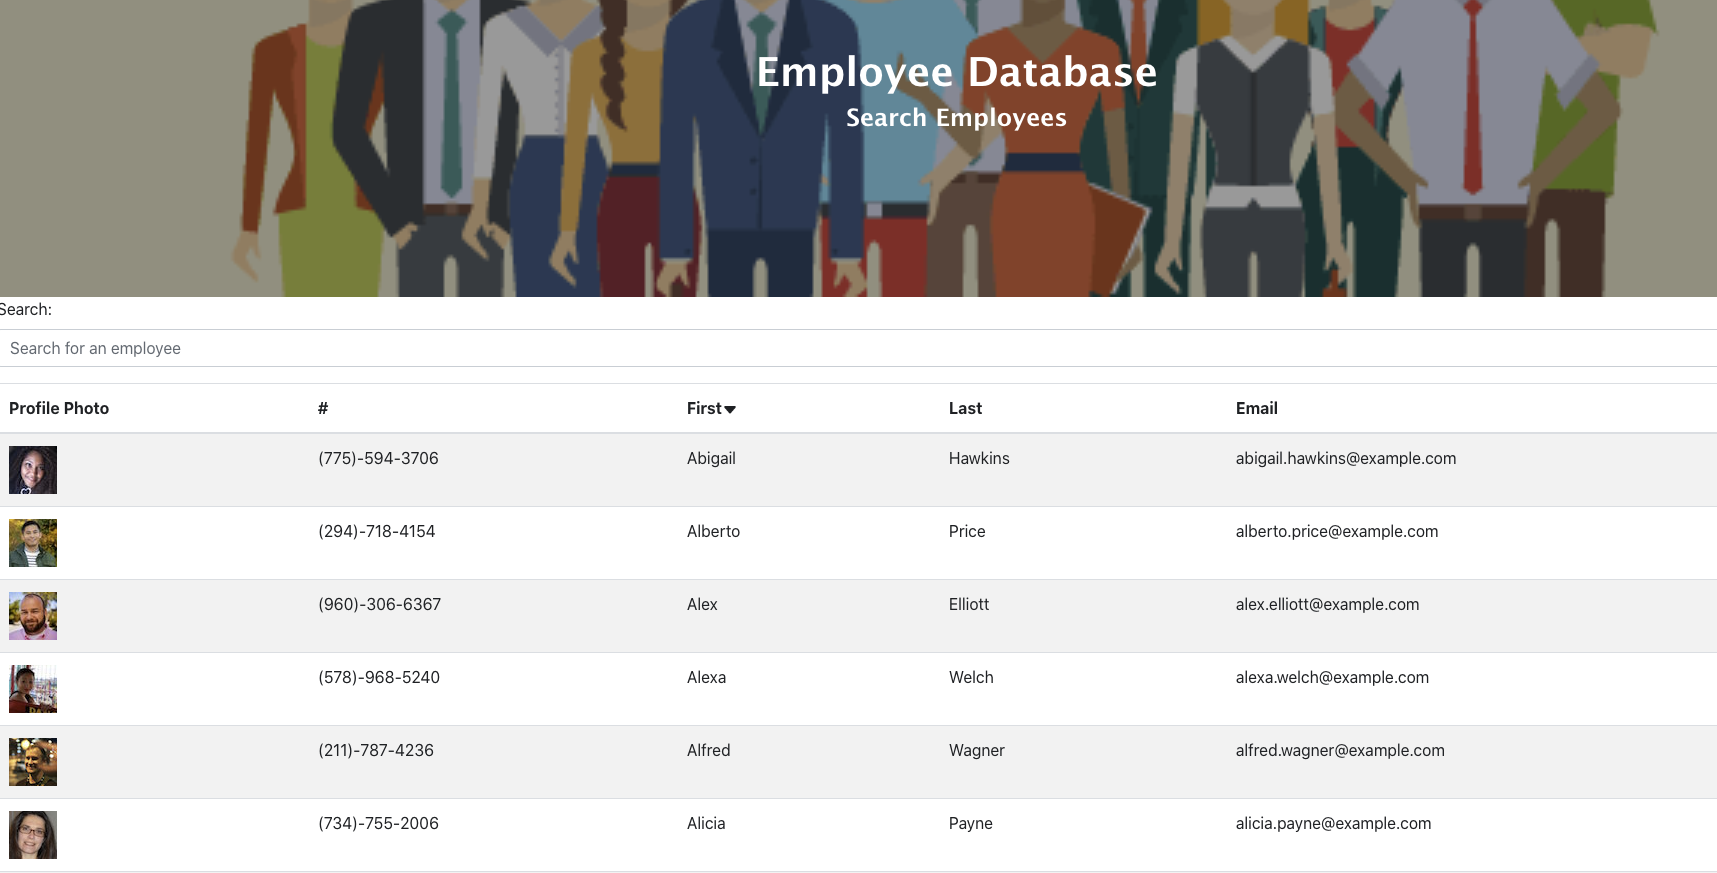 Employee Database
Search Employees
Search:
Search for an employee
Profile Photo # First Last Email
(775)-594-3706 Abigail Hawkins abigail.hawkins@example.com
(294)-718-4154 Alberto Price alberto.price@example.com
(960)-306-6367 Alex Elliott alex.elliott@example.com
(578)-968-5240 Alexa Welch alexa.welch@example.com
(211)-787-4236 Alfred Wagner alfred.wagner@example.com
(734)-755-2006 Alicia Payne alicia.payne@example.com